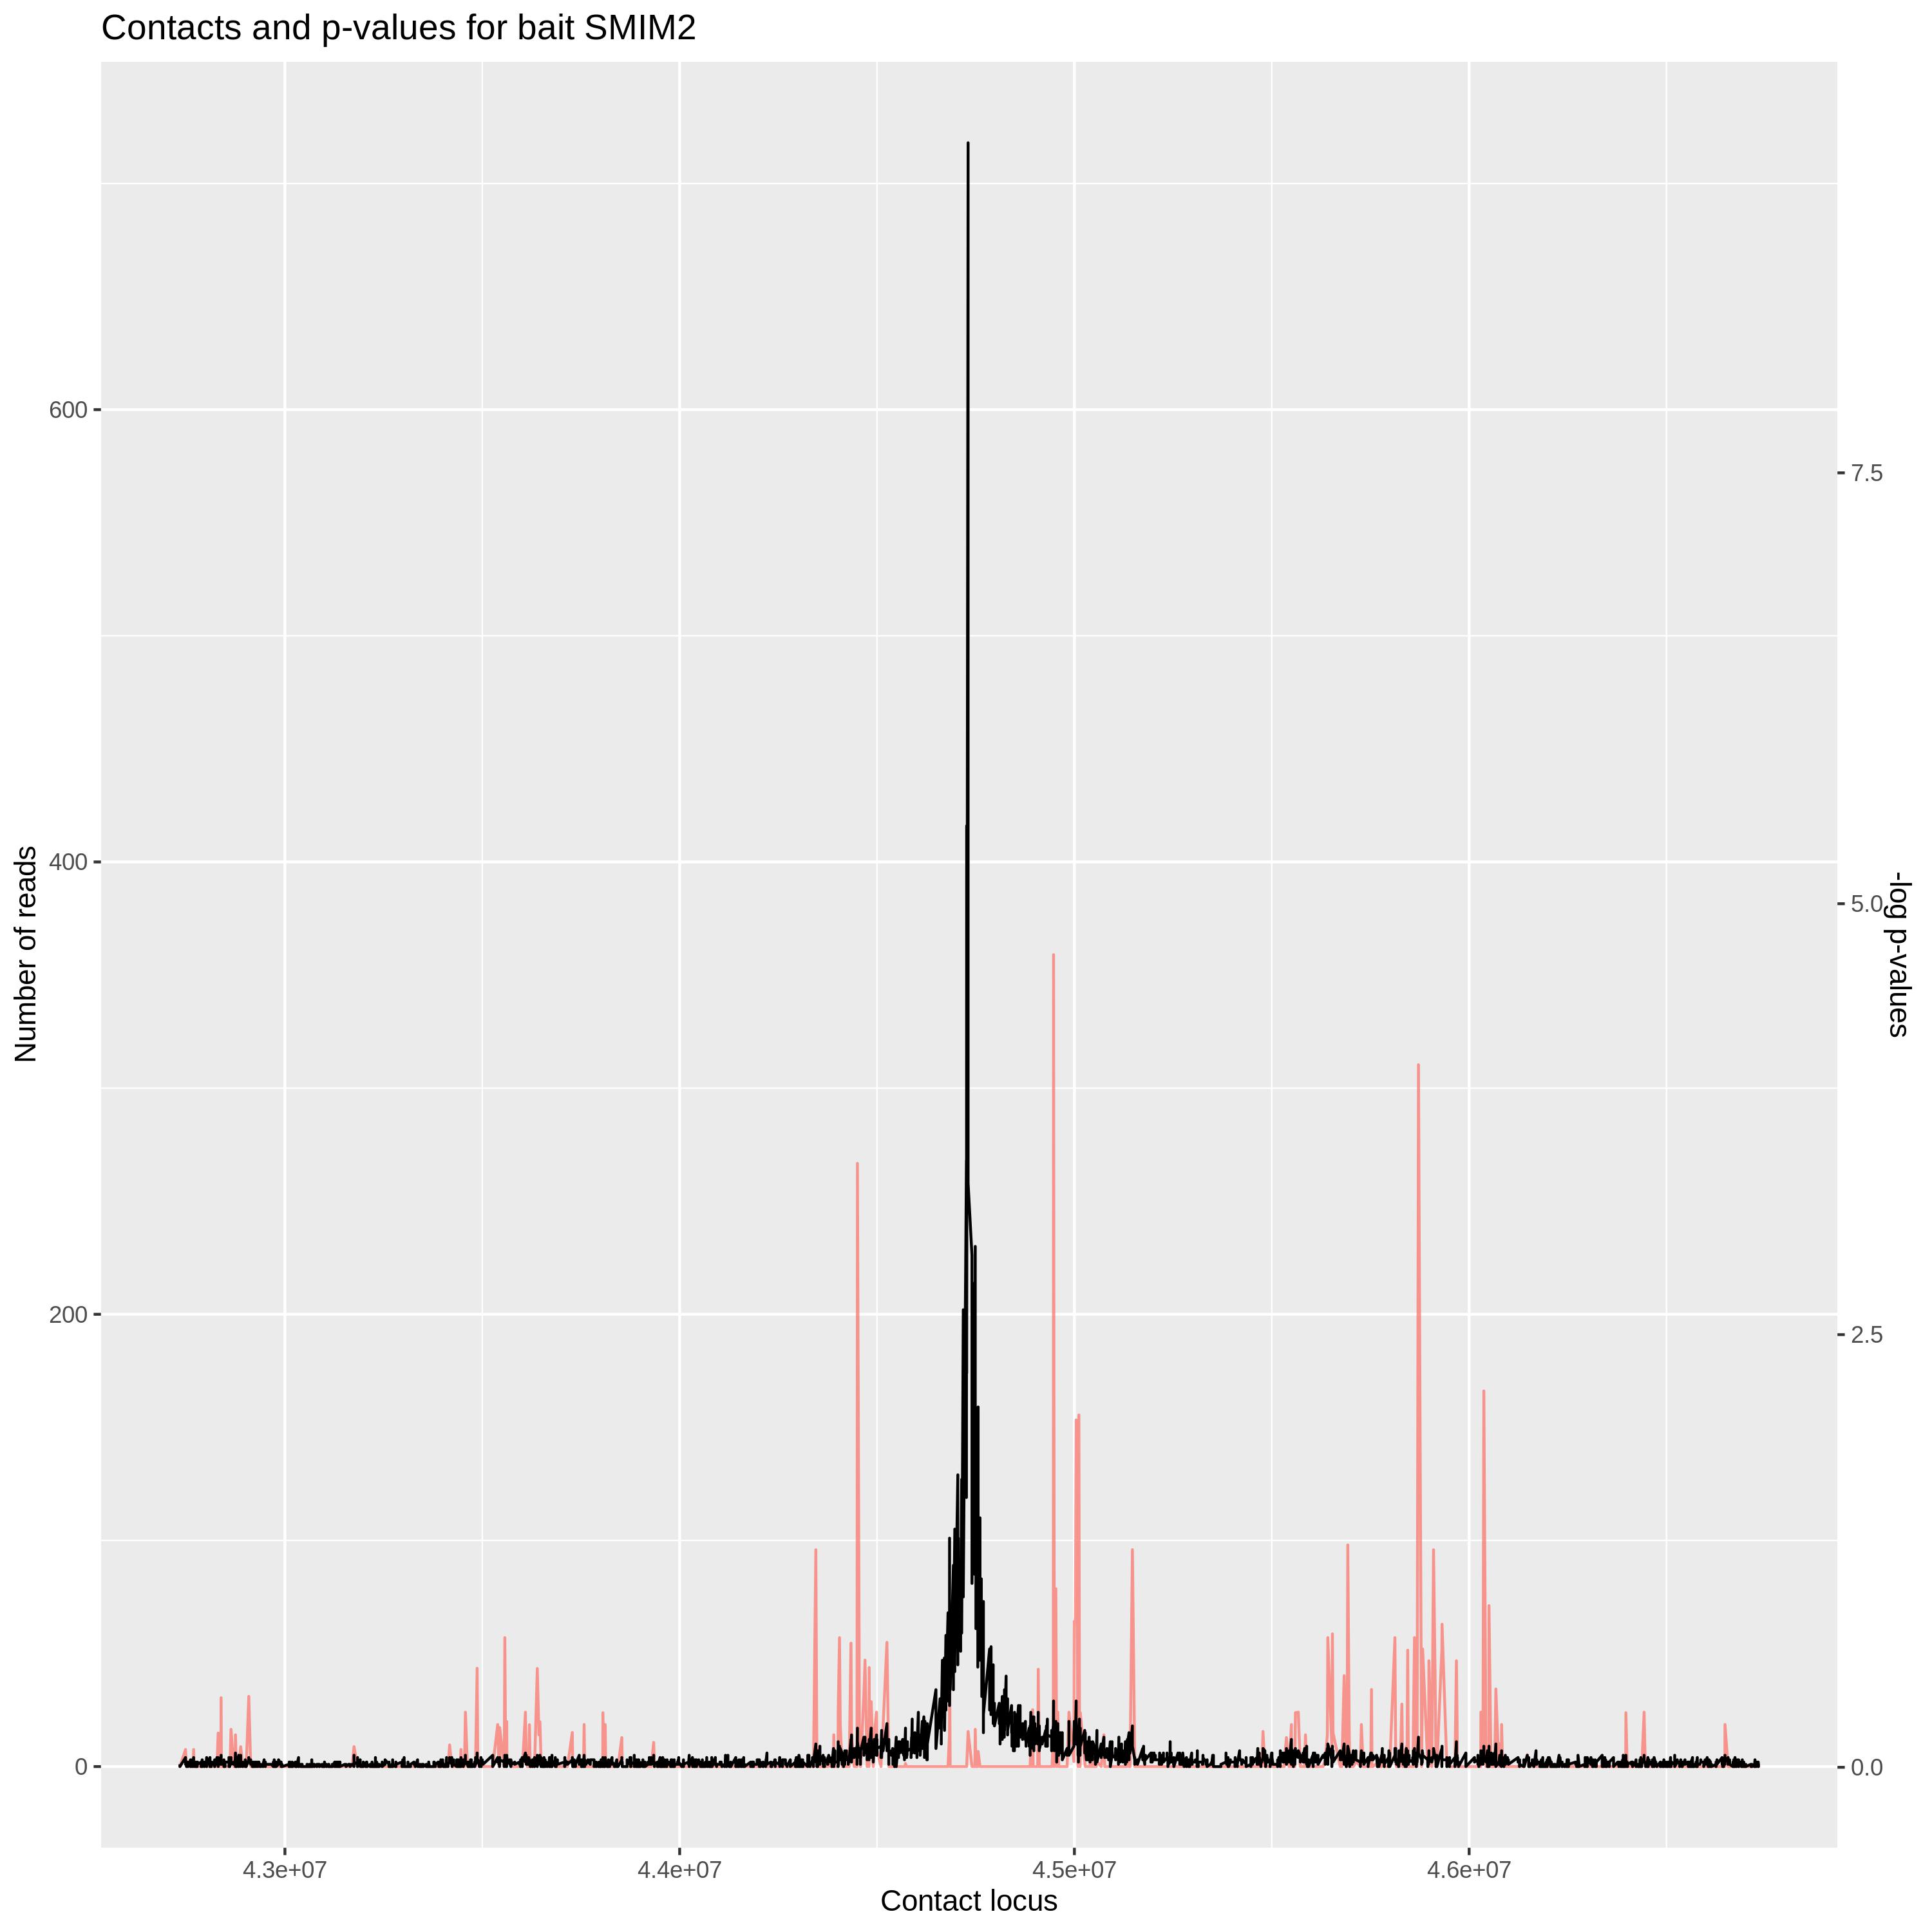 Contacts and p-values for bait SMIM2
Number of reads
600
400
200
0
7.5
5.0
2.5
0.0
-log p-values
4.3e+07
4.4e+07
4.5e+07
4.6e+07
Contact locus